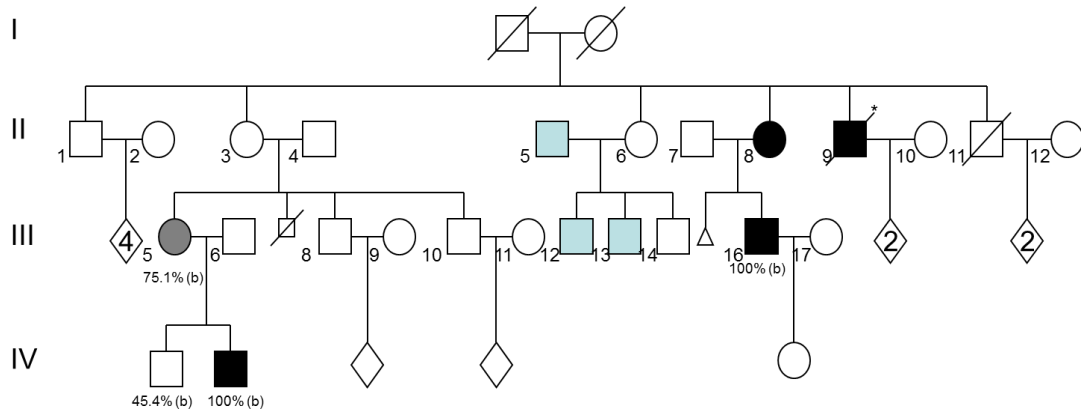 I
II
*
1 2 3 4 5 6 7 8 9 10 11 12
III
4 5 6 8 9 10 11 12 13 14 16 17 2 2
75.1% (b) 100% (b)
IV
45.4% (b) 100% (b)